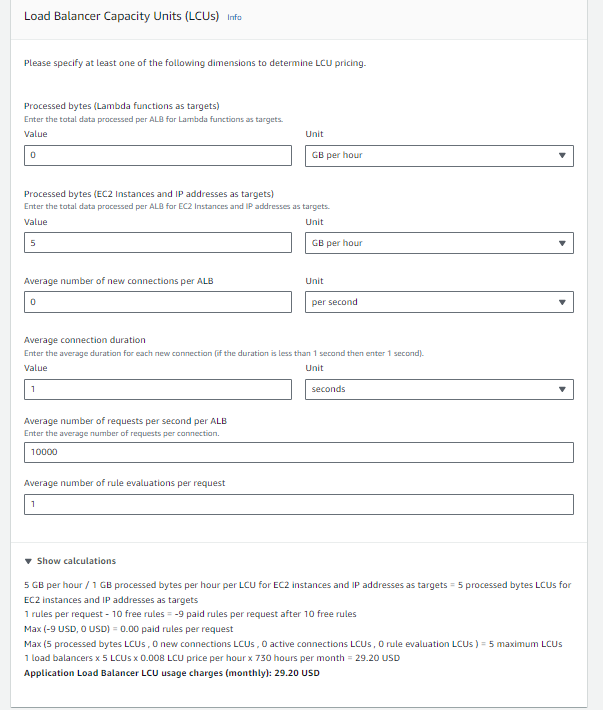 Load Balancer Capacity Units (LCUs) Info
Please specify at least one of the following dimensions to determine LCU pricing.
Processed bytes (Lambda functions as targets)
Enter the total data processed per ALB for Lambda functions as targets.
Value Unit
0 GB per hour
Processed bytes (EC2 Instances and IP addresses as targets)
Enter the total data processed per ALB for EC2 Instances and IP addresses as targets.
Value Unit
5 GB per hour
Average number of new connections per ALB Unit
0 per second
Average connection duration
Enter the average duration for each new connection (if the duration is less than 1 second then enter 1 second).
Value Unit
1 seconds
Average number of requests per second per ALB
Enter the average number of requests per connection.
10000
Average number of rule evaluations per request
1
Show calculations
5 GB per hour / 1 GB processed bytes per hour per LCU for EC2 instances and IP addresses as targets = 5 processed bytes LCUs for
EC2 instances and IP addresses as targets
1 rules per request - 10 free rules = -9 paid rules per request after 10 free rules
Max (-9 USD, 0 USD) = 0.00 paid rules per request
Max (5 processed bytes LCUs , 0 new connections LCUs , 0 active connections LCUs , 0 rule evaluation LCUs ) = 5 maximum LCUs
1 load balancers x 5 LCUs x 0.008 LCU price per hour x 730 hours per month = 29.20 USD
Application Load Balancer LCU usage charges (monthly): 29.20 USD